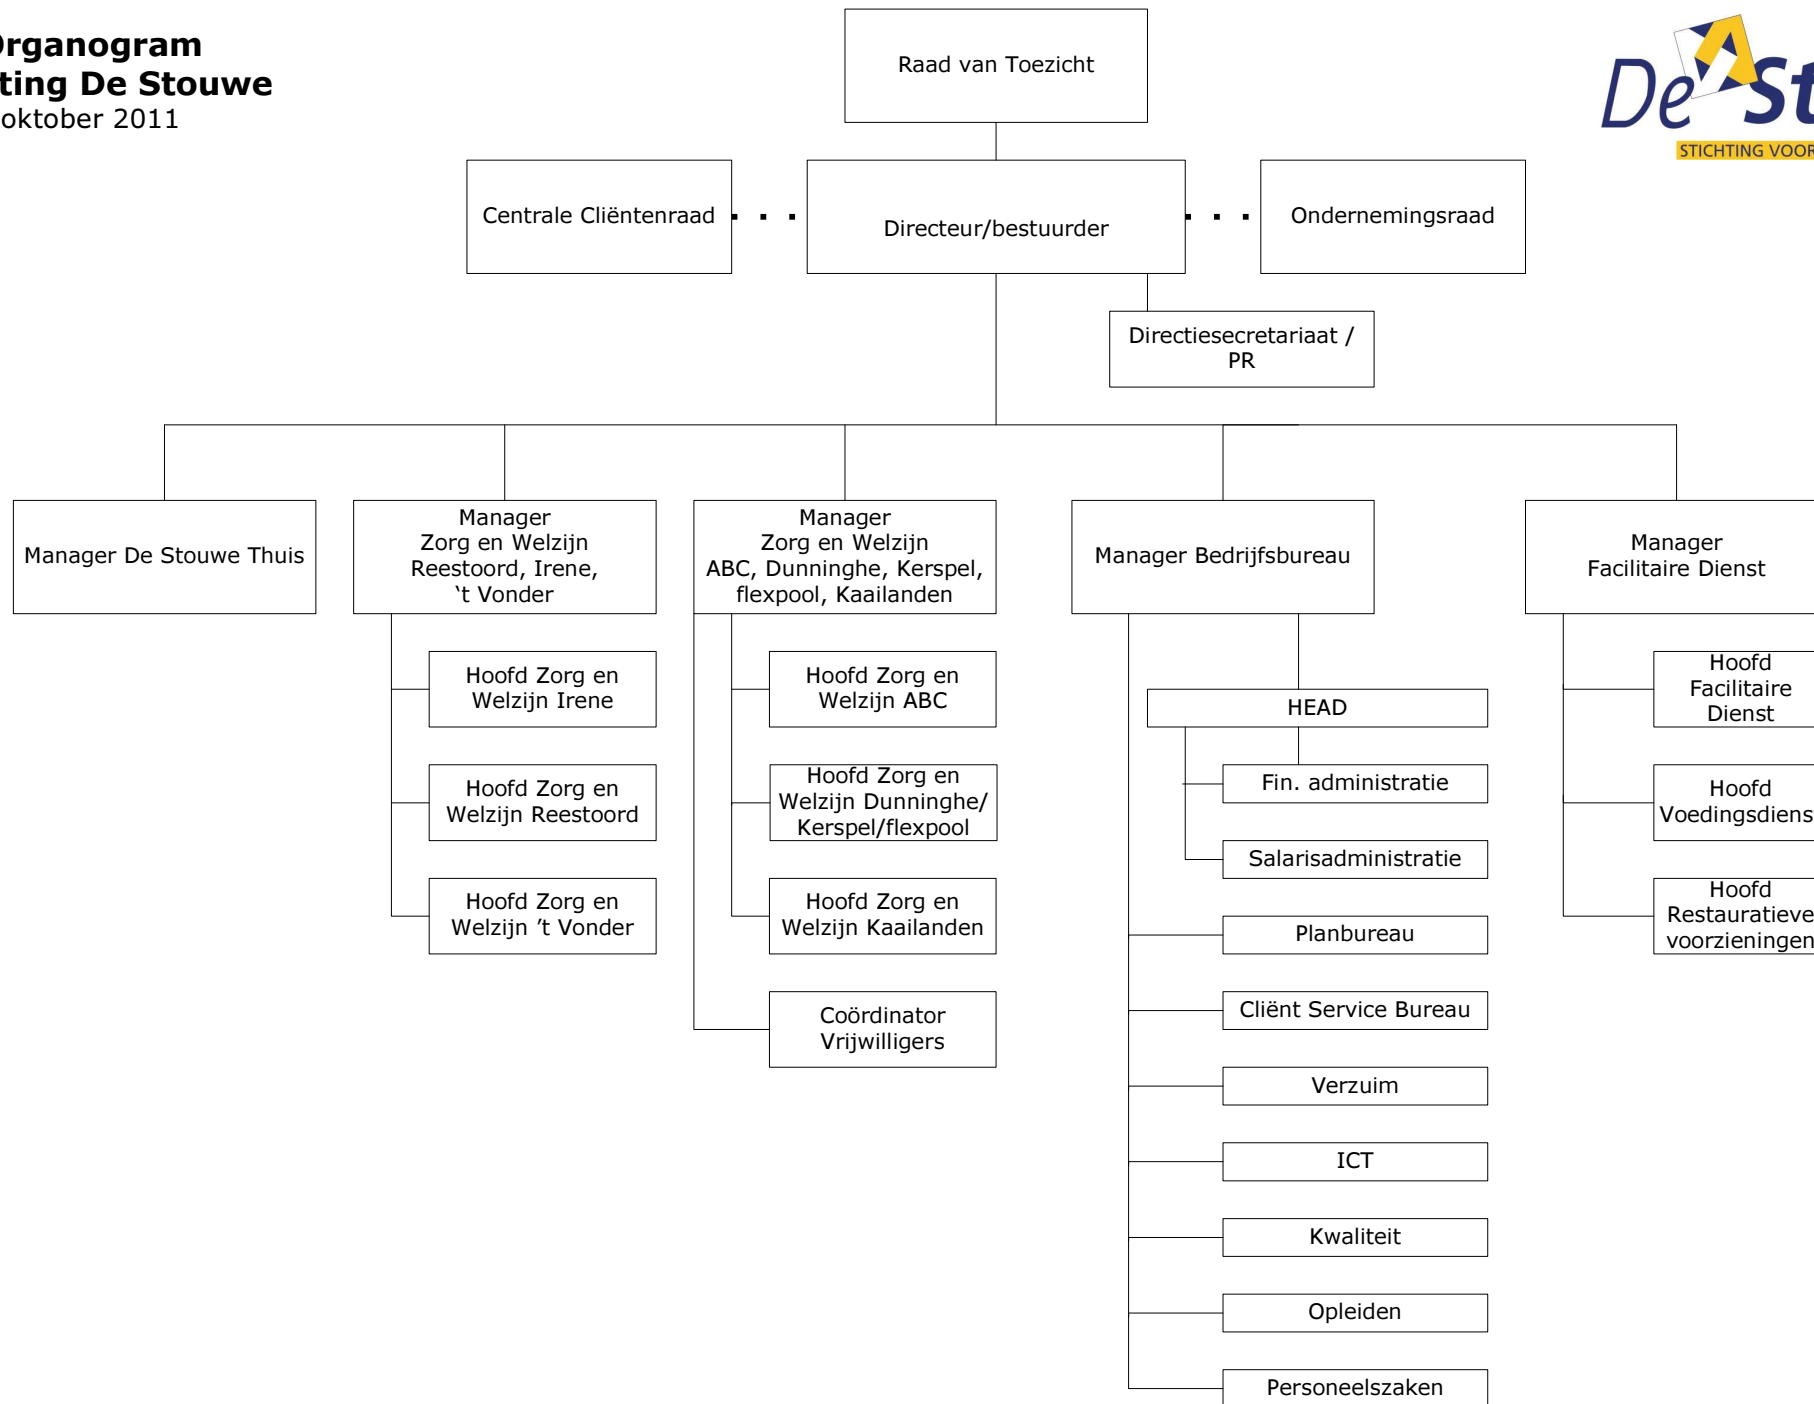 Organogram
ting De Stouwe
oktober 2011
De St
STICHTING VOOR
Raad van Toezicht
Centrale Cliëntenraad
Directeur/bestuurder
Ondernemingsraad
Directiesecretariaat /
PR
Manager De Stouwe Thuis
Manager
Zorg en Welzijn
Reestoord, Irene,
‘t Vonder
Manager
Zorg en Welzijn
ABC, Dunninghe, Kerspel,
flexpool, Kaailanden
Manager Bedrijfsbureau
Manager
Facilitaire Dienst
Hoofd Zorg en
Welzijn Irene
Hoofd Zorg en
Welzijn Reestoord
Hoofd Zorg en
Welzijn ’t Vonder
Hoofd Zorg en
Welzijn ABC
Hoofd Zorg en
Welzijn Dunninghe/
Kerspel/flexpool
Hoofd Zorg en
Welzijn Kaailanden
Coördinator
Vrijwilligers
HEAD
Fin. administratie
Salarisadministratie
Planbureau
Cliënt Service Bureau
Verzuim
ICT
Kwaliteit
Opleiden
Personeelszaken
Hoofd
Facilitaire
Dienst
Hoofd
Voedingsdiens
Hoofd
Restauratieve
voorzieningen